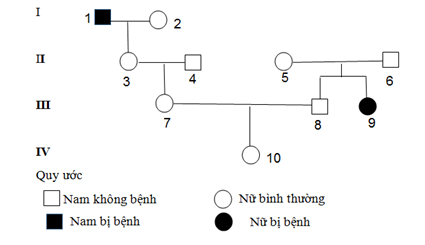 I
1
2
II
3
4
5
6
III
7
8
9
IV
10
Quy ước
Nam không bệnh
Nữ bình thường
Nam bị bệnh
Nữ bị bệnh